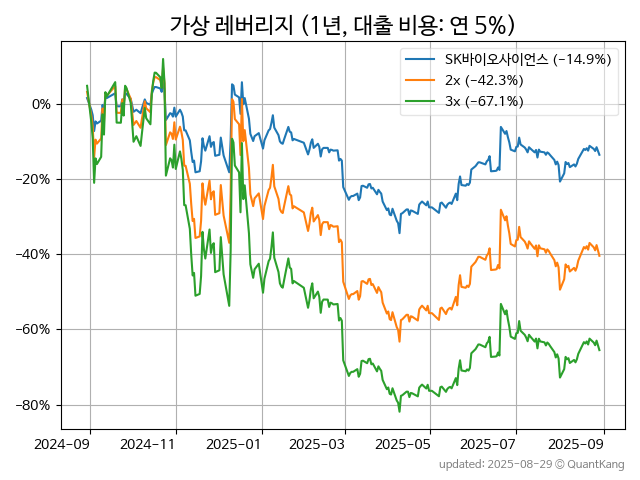 가상 레버리지 (1년, 대출 비용: 연 5%)
SK바이오사이언스 (−14.9%)
2x (−42.3%)
3x (−67.1%)
0%
−20%
−40%
−60%
−80%
2024-09 2024-11 2025-01 2025-03 2025-05 2025-07 2025-09
updated: 2025-08-29 © QuantKang